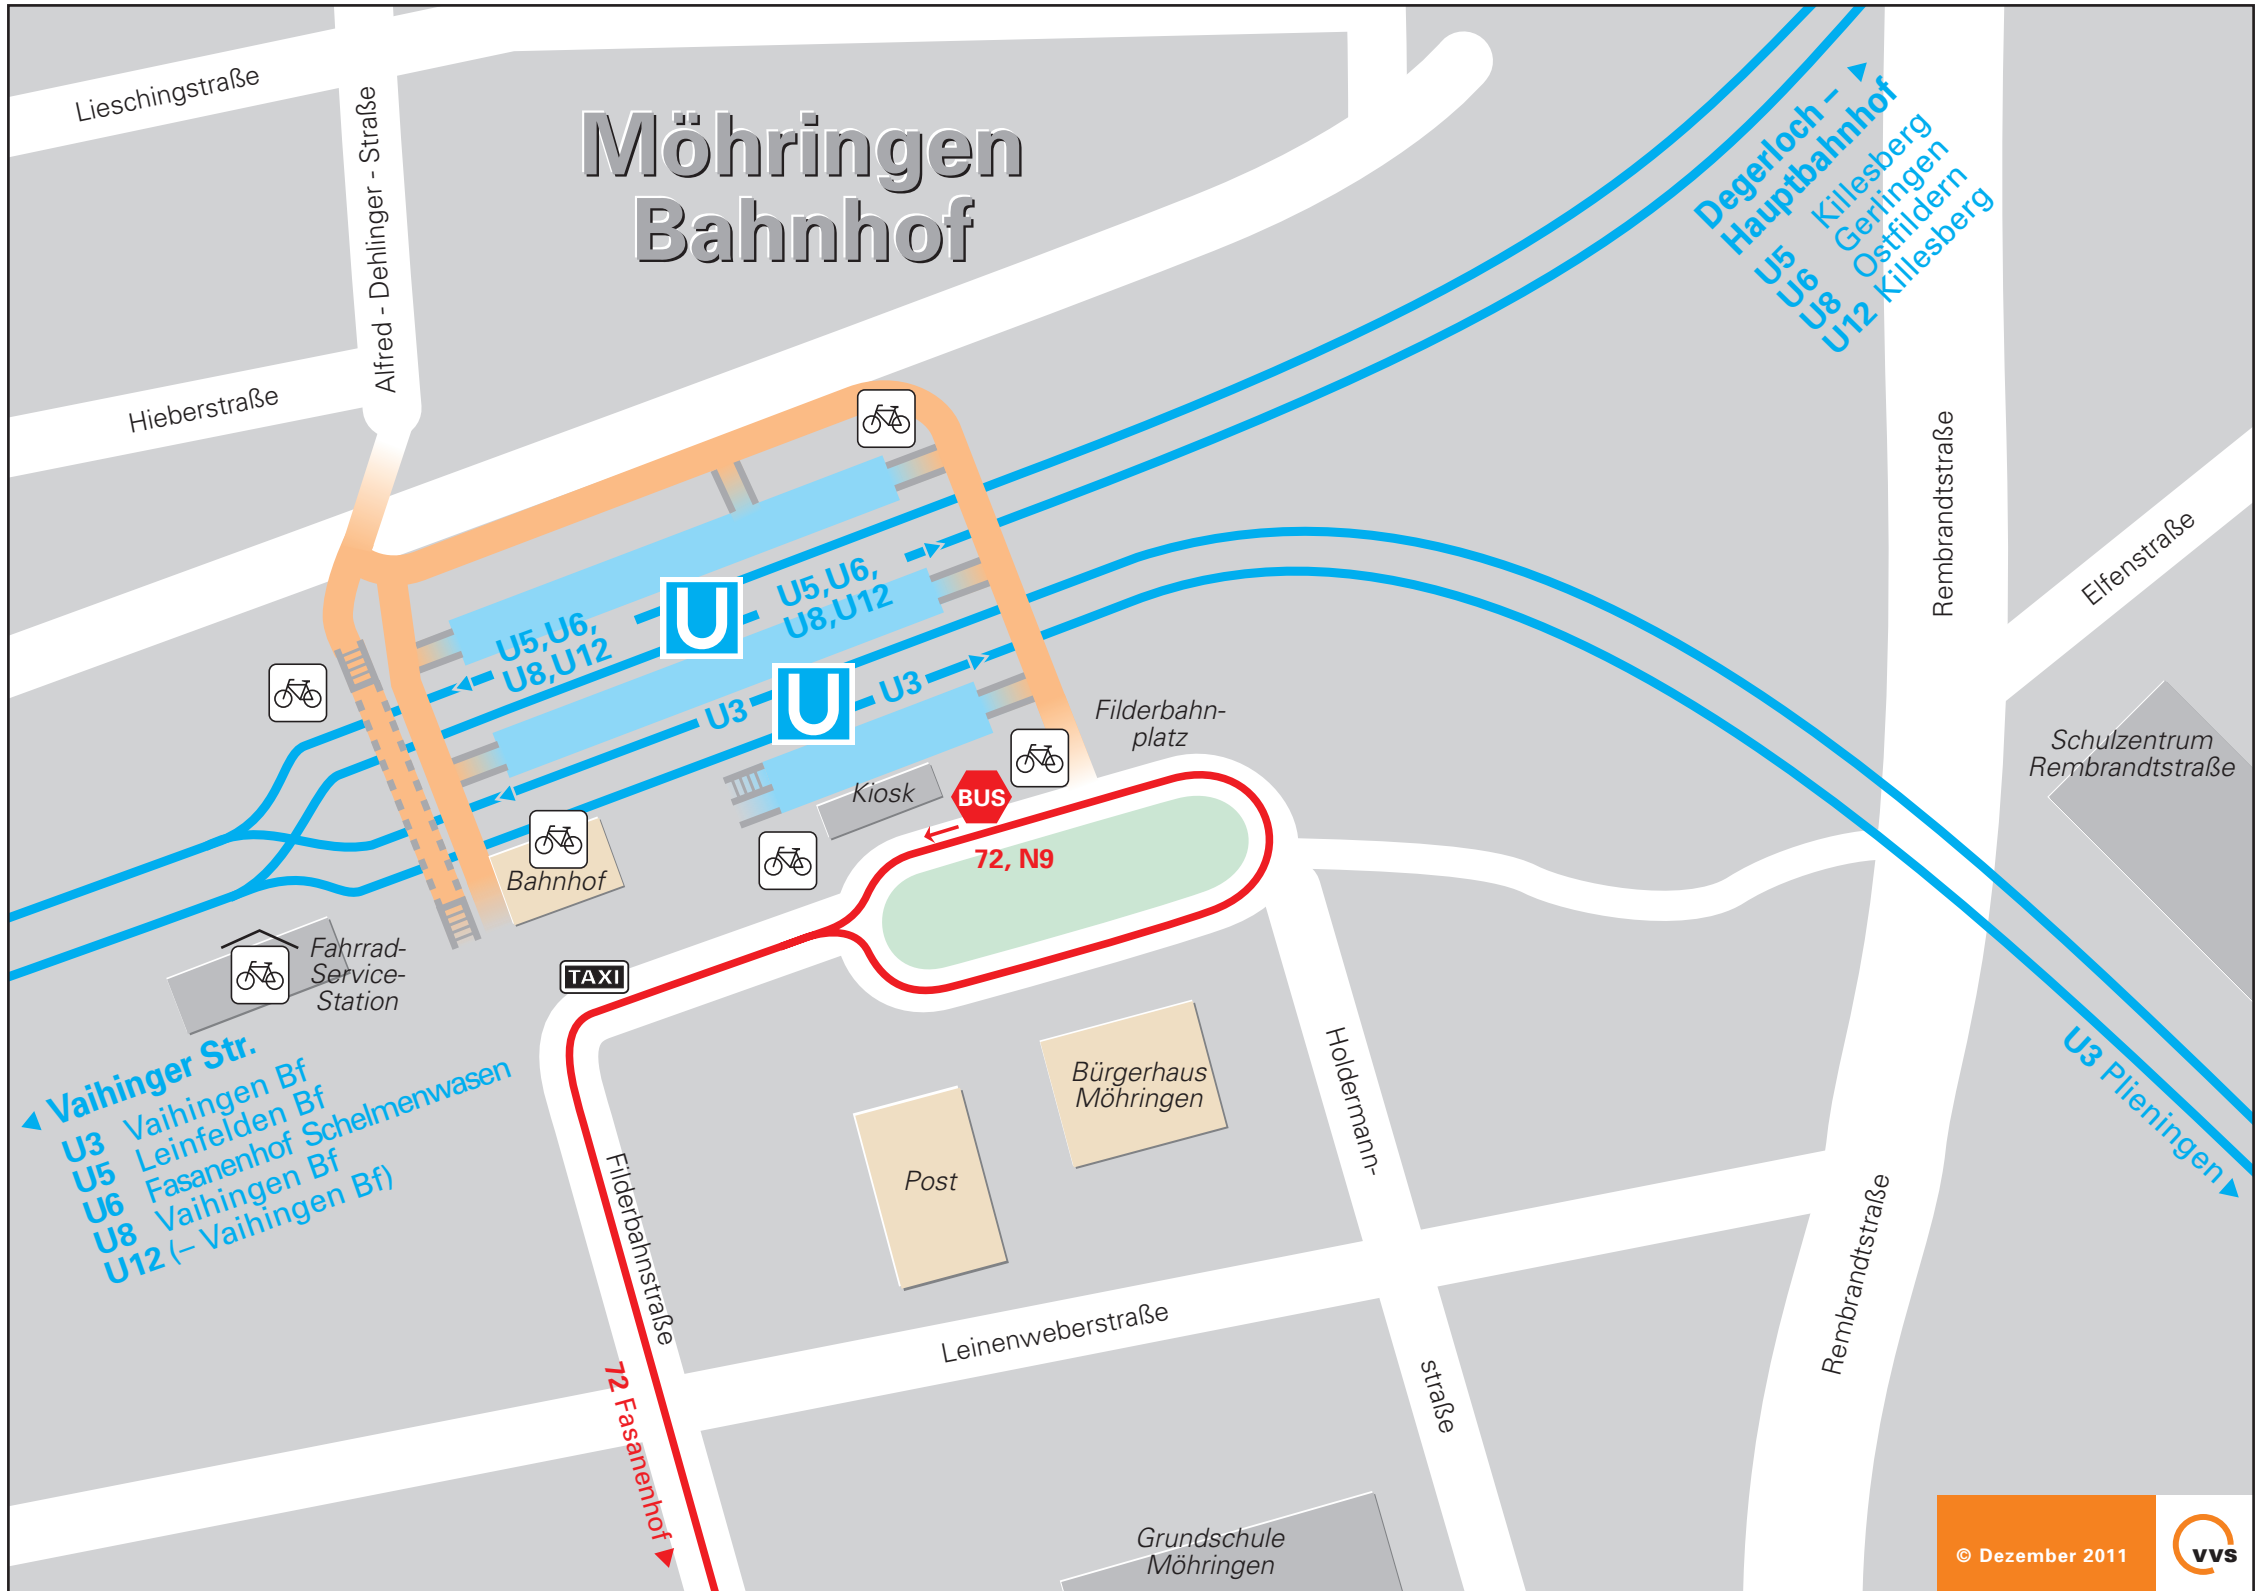 Lieschingstraße
Alfred - Dehlinger - Straße
Hieberstraße
Möhringen
Bahnhof
Degerloch –
Hauptbahnhof
U5 Killesberg
U6 Gerlingen
U8 Ostfildern
U12 Killesberg
Rembrandtstraße
Elfenstraße
Schulzentrum
Rembrandtstraße
U5,U6,
U8,U12
U
U5,U6,
U8,U12
U3
U
U3
Filderbahn-
platz
Kiosk
BUS
72, N9
Bahnhof
Fahrrad-
Service-
Station
TAXI
Vaihinger Str.
U3 Vaihingen Bf
U5 Leinfelden Bf
U6 Fasanenhof Schelmenwasen
U8 Vaihingen Bf
U12 (– Vaihingen Bf)
Bürgerhaus
Möhringen
Post
Holdermann-
straße
U3 Plieningen
Filderbahnstraße
Leinenweberstraße
Rembrandtstraße
72 Fasanenhof
Grundschule
Möhringen
© Dezember 2011
vvs